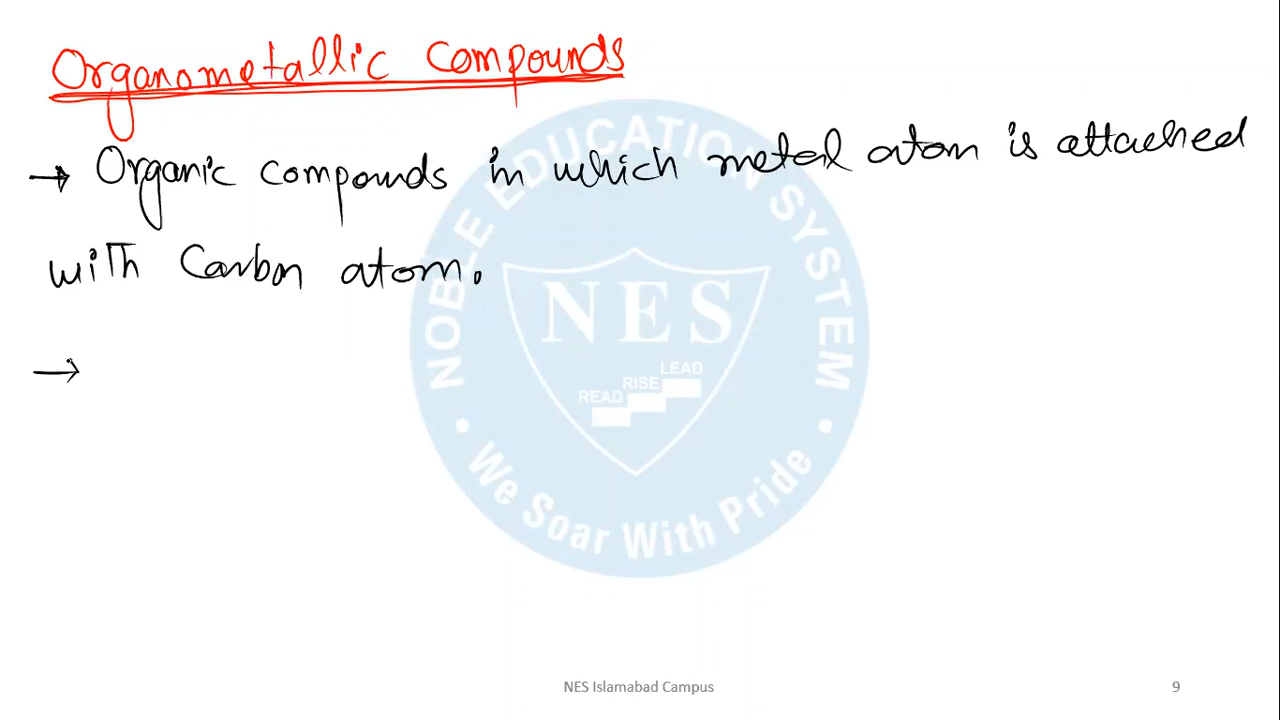 Organometallic Compounds
→ Organic compounds in which metal atom is attached
with Carbon atom.
→
NOBLE EDUCATION SYSTEM
NES
LEAD
RISE
READ
• We Soar With Pride •
NES Islamabad Campus
9